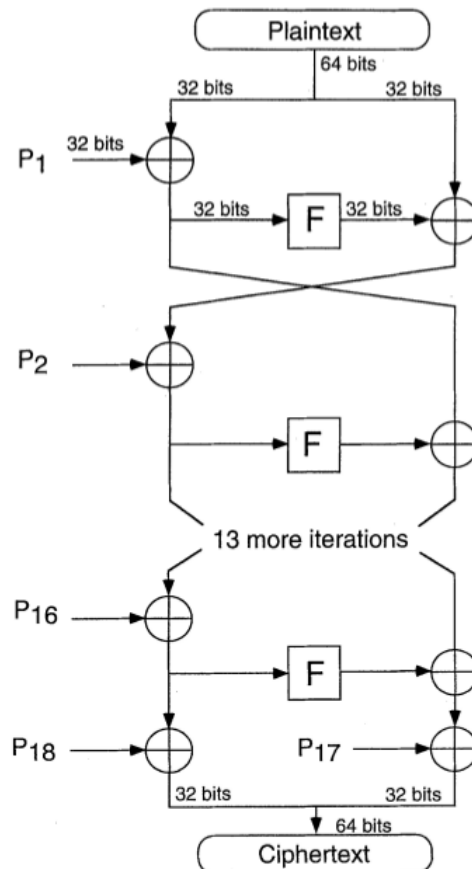 Plaintext
64 bits
32 bits 32 bits
P1 32 bits
32 bits F 32 bits
P2
F
13 more iterations
P16
F
P18 P17
32 bits 32 bits
64 bits
Ciphertext